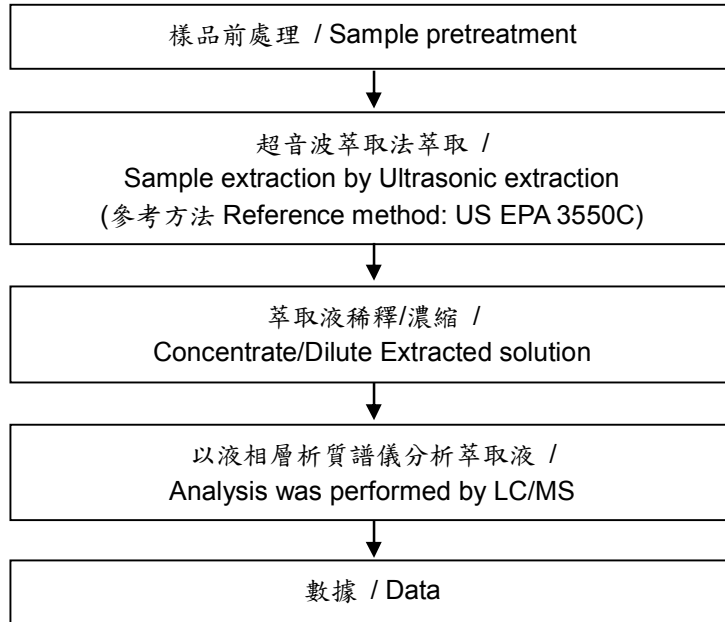 樣品前處理 / Sample pretreatment
超音波萃取法萃取 /
Sample extraction by Ultrasonic extraction
(參考方法 Reference method: US EPA 3550C)
萃取液稀釋/濃縮 /
Concentrate/Dilute Extracted solution
以液相層析質譜儀分析萃取液 /
Analysis was performed by LC/MS
數據 / Data